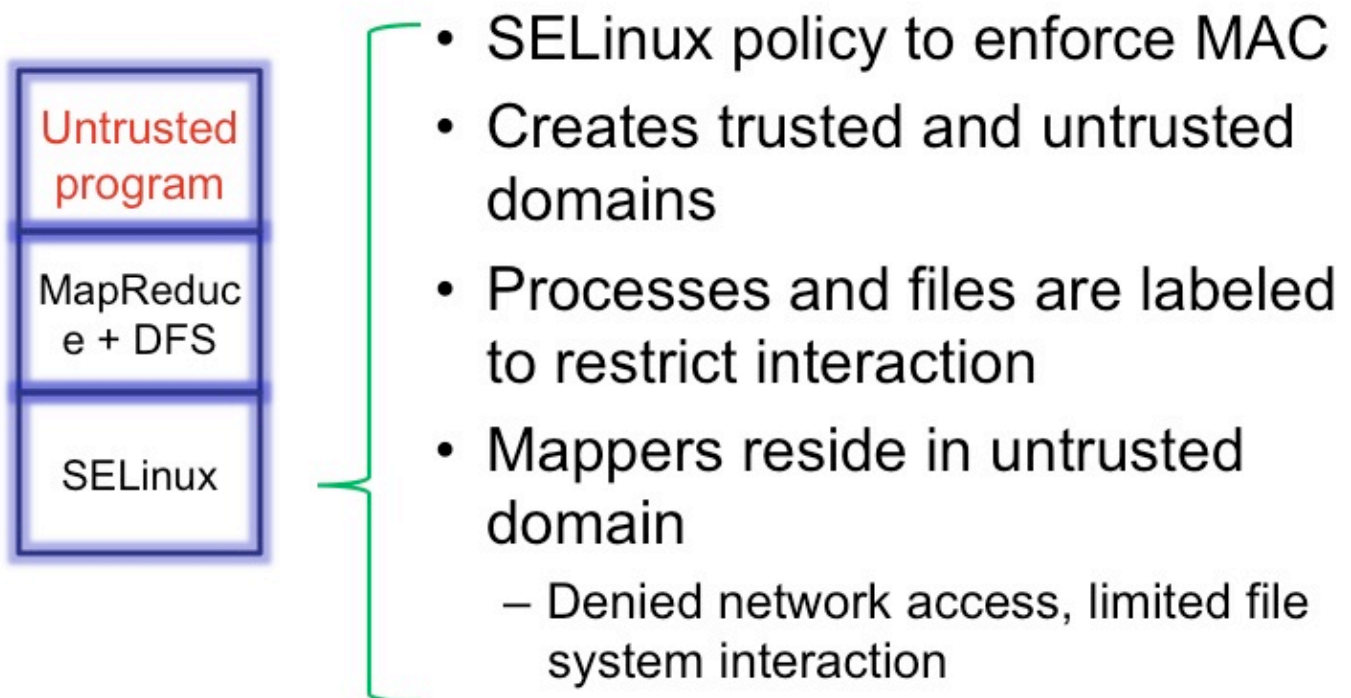 Untrusted
program
MapReduc
e + DFS
SELinux
• SELinux policy to enforce MAC
• Creates trusted and untrusted
domains
• Processes and files are labeled
to restrict interaction
• Mappers reside in untrusted
domain
– Denied network access, limited file
system interaction